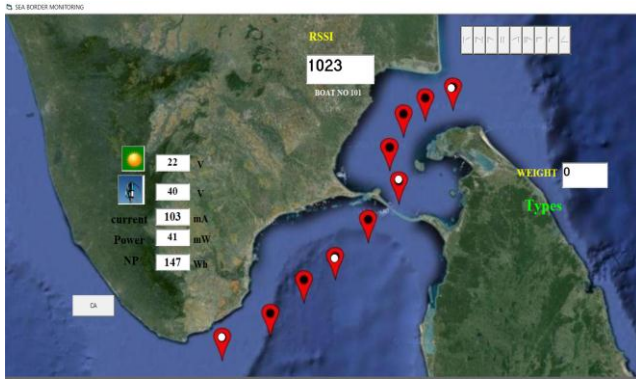 SEA BORDER MONITORING
RSSI
1023
BOAT NO 101
22 V
40 V
WEIGHT 0
Types
current 103 mA
Power 41 mW
NP 147 Wh